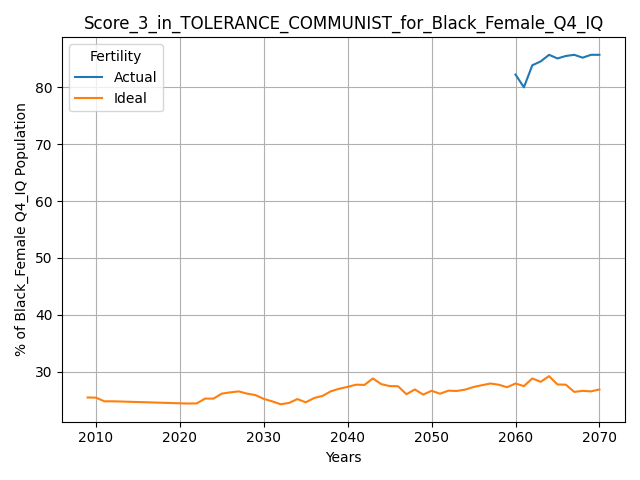 Score_3_in_TOLERANCE_COMMUNIST_for_Black_Female_Q4_IQ
Fertility
Actual
Ideal
% of Black_Female Q4_IQ Population
80
70
60
50
40
30
2010
2020
2030
2040
2050
2060
2070
Years